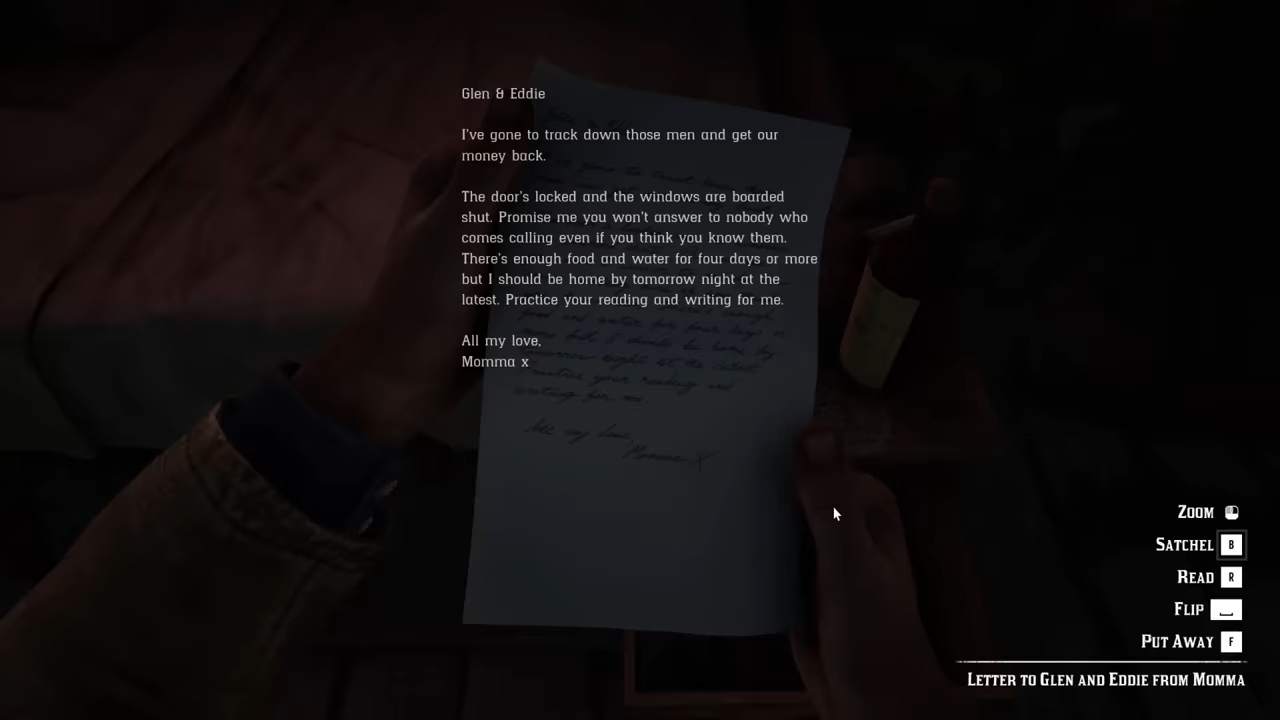 Glen & Eddie
I've gone to track down those men and get our
money back.
The door's locked and the windows are boarded
shut. Promise me you won't answer to nobody who
comes calling even if you think you know them.
There's enough food and water for four days or more
but I should be home by tomorrow night at the
latest. Practice your reading and writing for me.
All my love,
Momma x
All my love,
Momma X
Zoom
Satchel B
Read R
Flip
Put Away F
Letter to Glen and Eddie from Momma